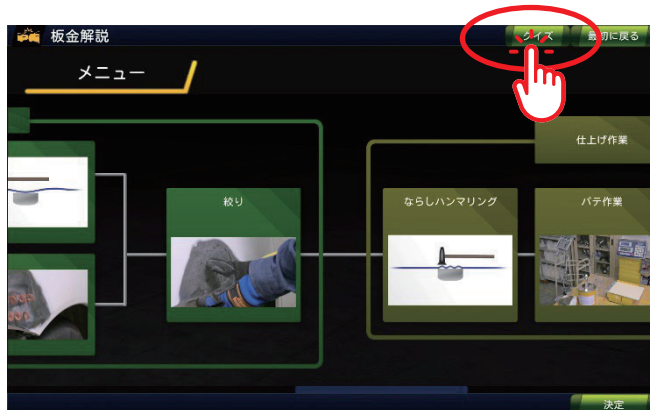 板金解説
クイズ
最初に戻る
メニュー
仕上げ作業
絞り
ならしハンマリング
パテ作業
決定